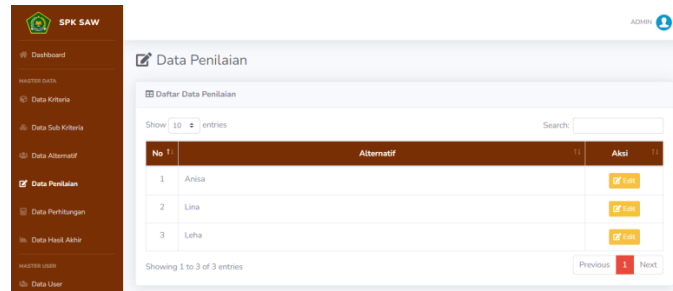 SPK SAW
ADMIN
Dashboard
MASTER DATA
Data Kriteria
Data Sub Kriteria
Data Alternatif
Data Penilaian
Data Perhitungan
Data Hasil Akhir
MASTER USER
Data User
Data Penilaian
Daftar Data Penilaian
Show 10 entries Search:
No Alternatif Aksi
1 Anisa Edit
2 Lina Edit
3 Leha Edit
Showing 1 to 3 of 3 entries Previous 1 Next